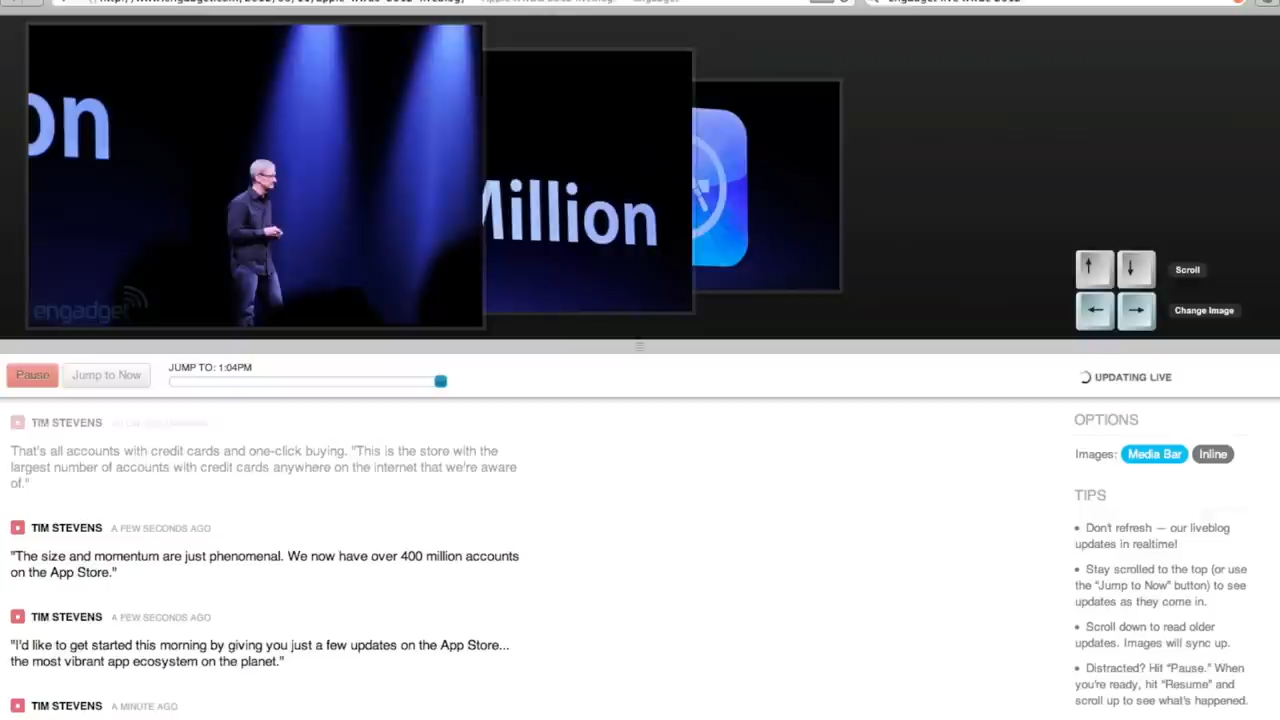 on
Million
engadget
Scroll
Change Image
Pause
Jump to Now
JUMP TO: 1:04PM
UPDATING LIVE
TIM STEVENS
That's all accounts with credit cards and one-click buying. "This is the store with the
largest number of accounts with credit cards anywhere on the internet that we're aware
of."
TIM STEVENS A FEW SECONDS AGO
"The size and momentum are just phenomenal. We now have over 400 million accounts
on the App Store."
TIM STEVENS A FEW SECONDS AGO
"I'd like to get started this morning by giving you just a few updates on the App Store...
the most vibrant app ecosystem on the planet."
TIM STEVENS A MINUTE AGO
OPTIONS
Images: Media Bar Inline
TIPS
• Don't refresh — our liveblog
updates in realtime!
• Stay scrolled to the top (or use
the "Jump to Now" button) to see
updates as they come in.
• Scroll down to read older
updates. Images will sync up.
• Distracted? Hit "Pause." When
you're ready, hit "Resume" and
scroll up to see what's happened.